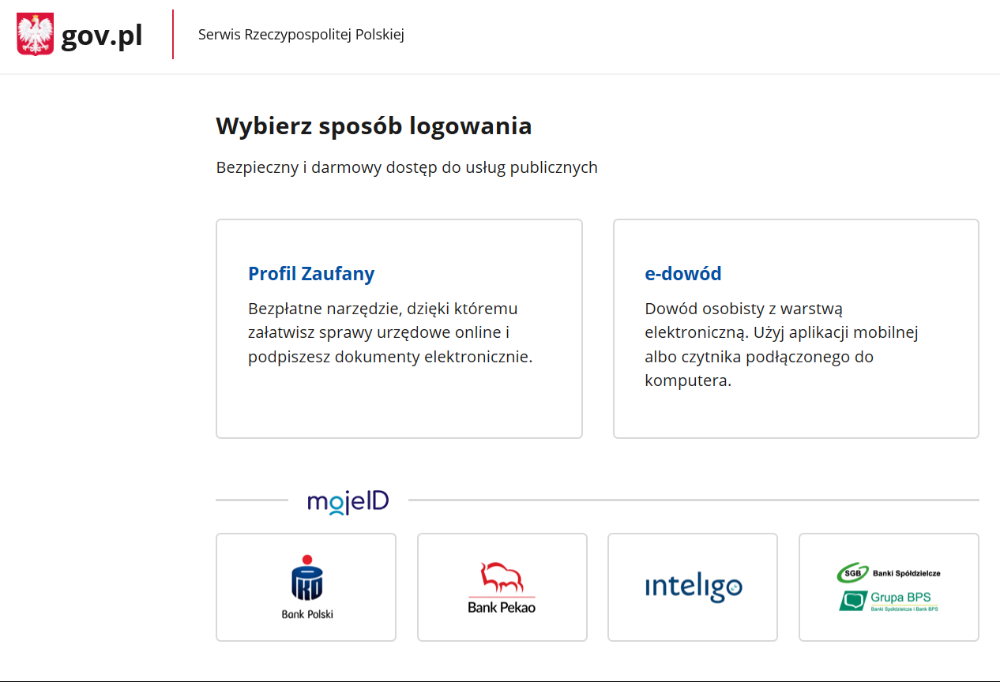 gov.pl
Serwis Rzeczypospolitej Polskiej
Wybierz sposób logowania
Bezpieczny i darmowy dostęp do usług publicznych
Profil Zaufany
Bezpłatne narzędzie, dzięki któremu
załatwisz sprawy urzędowe online i
podpiszesz dokumenty elektronicznie.
e-dowód
Dowód osobisty z warstwą
elektroniczną. Użyj aplikacji mobilnej
albo czytnika podłączonego do
komputera.
mojeID
PKO
Bank Polski
Bank Pekao
inteligo
SGB Banki Spółdzielcze
Grupa BPS
Banki Spółdzielcze i Bank BPS